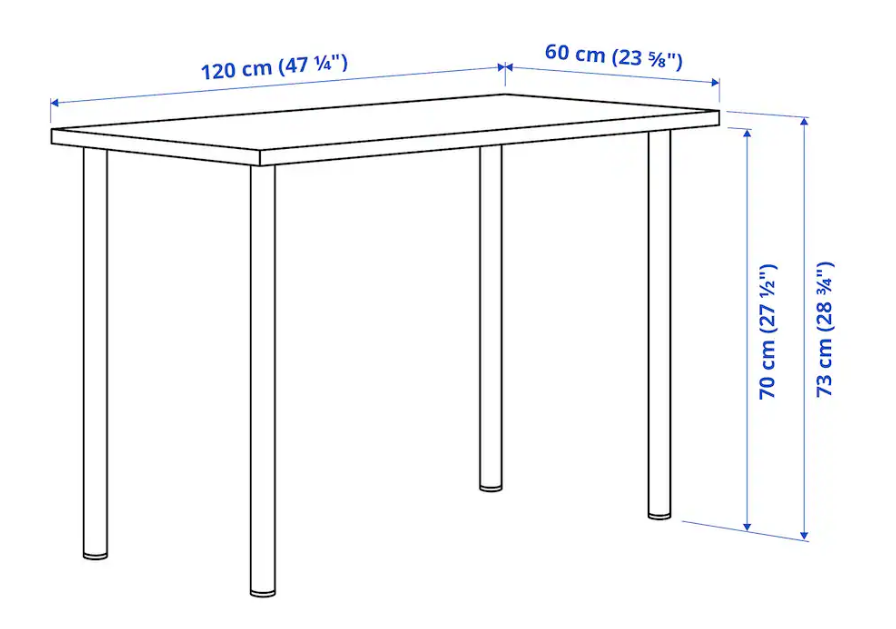 120 cm (47 ¼")
60 cm (23 ⅝")
70 cm (27 ½")
73 cm (28 ¾")